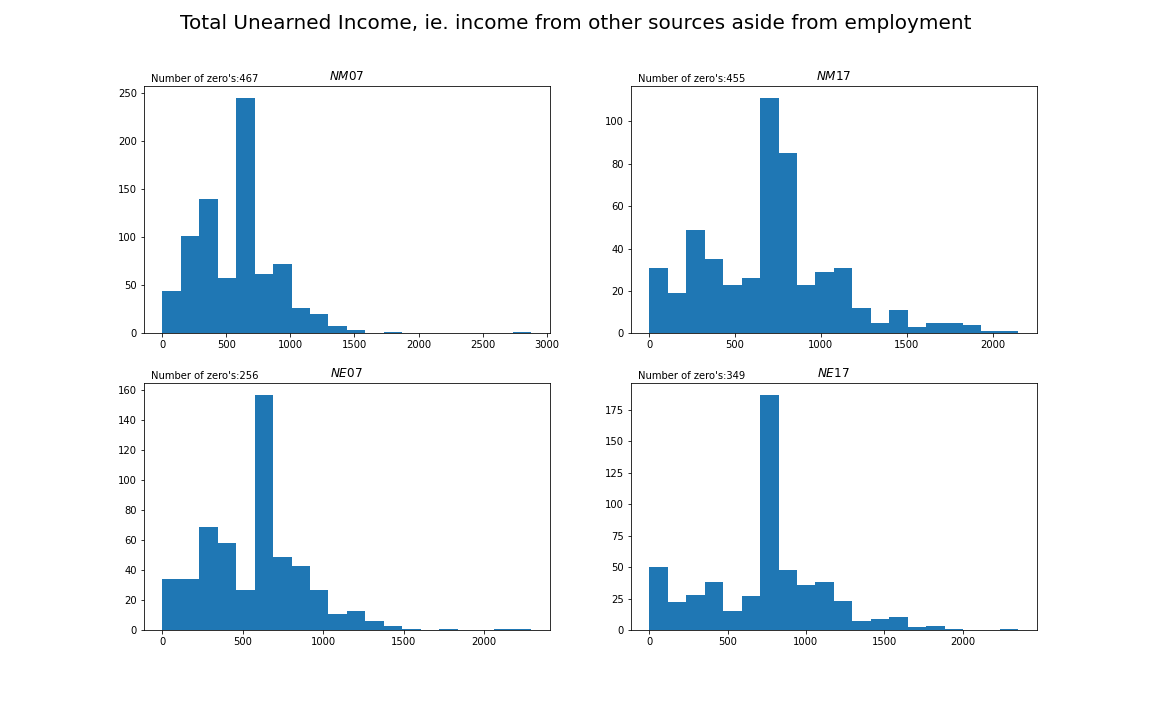 Total Unearned Income, ie. income from other sources aside from employment
Number of zero's:467
NM07
250
200
150
100
50
0
0 500 1000 1500 2000 2500 3000
Number of zero's:455
NM17
100
80
60
40
20
0
0 500 1000 1500 2000
Number of zero's:256
NE07
160
140
120
100
80
60
40
20
0
0 500 1000 1500 2000
Number of zero's:349
NE17
175
150
125
100
75
50
25
0
0 500 1000 1500 2000